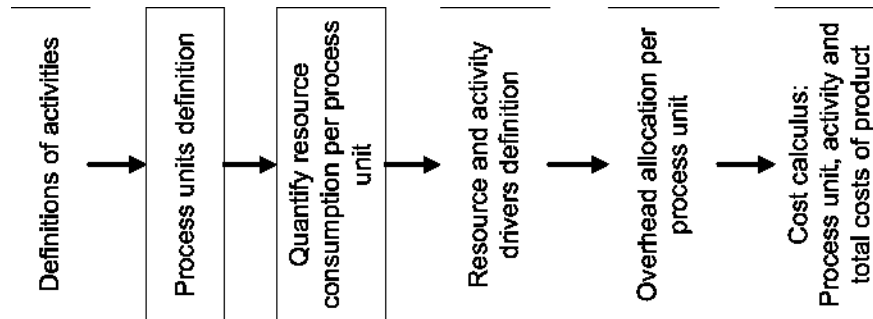 Definitions of activities
Process units definition
Quantify resource
consumption per process
unit
Resource and activity
drivers definition
Overhead allocation per
process unit
Cost calculus:
Process unit, activity and
total costs of product